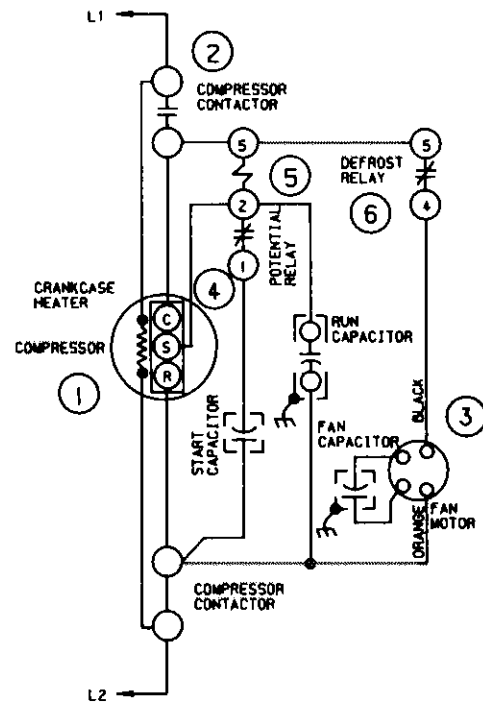 L1
2
COMPRESSOR
CONTACTOR
5
5
DEFROST
RELAY
5
2
6
4
POTENTIAL
RELAY
4
1
CRANKCASE
HEATER
COMPRESSOR
C
S
R
1
RUN
CAPACITOR
START
CAPACITOR
FAN
CAPACITOR
BLACK
3
ORANGE
FAN
MOTOR
COMPRESSOR
CONTACTOR
L2